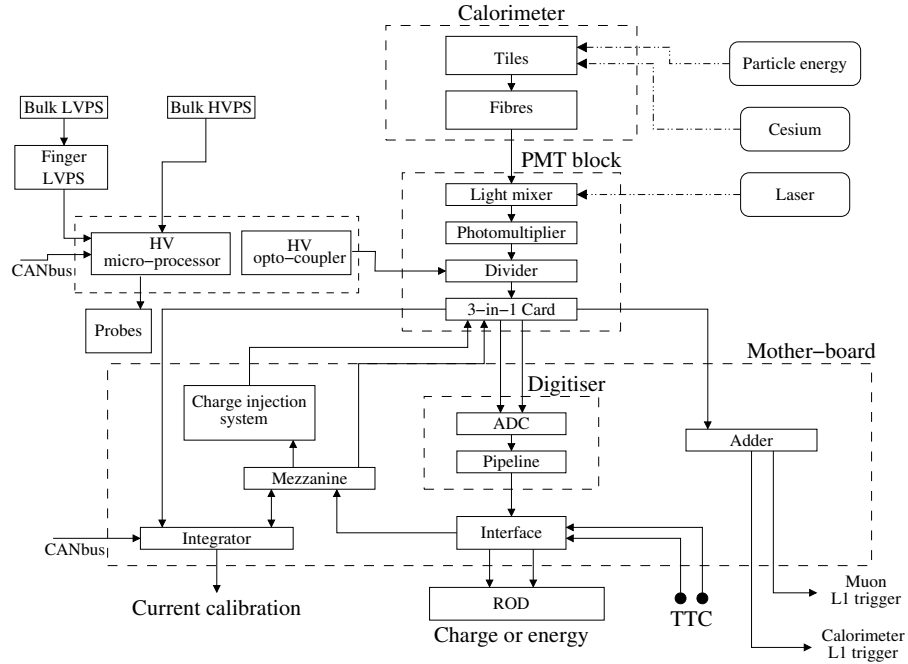 Calorimeter
Tiles
Particle energy
Bulk LVPS
Bulk HVPS
Fibres
Cesium
Finger
LVPS
PMT block
Light mixer
Laser
Photomultiplier
HV
micro-processor
HV
opto-coupler
CANbus
Divider
3-in-1 Card
Probes
Mother-board
Digitiser
Charge injection
system
ADC
Adder
Pipeline
Mezzanine
Integrator
Interface
CANbus
Current calibration
ROD
TTC
Muon
L1 trigger
Charge or energy
Calorimeter
L1 trigger